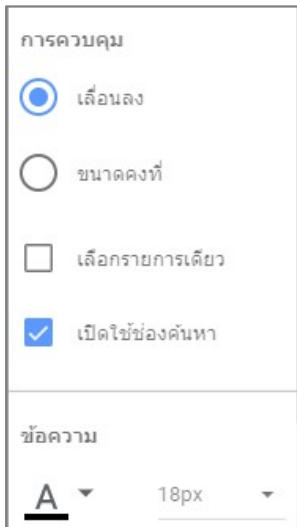 การควบคุม
เลื่อนลง
ขนาดคงที่
เลือกรายการเดียว
เปิดใช้ช่องค้นหา
ข้อความ
A 18px